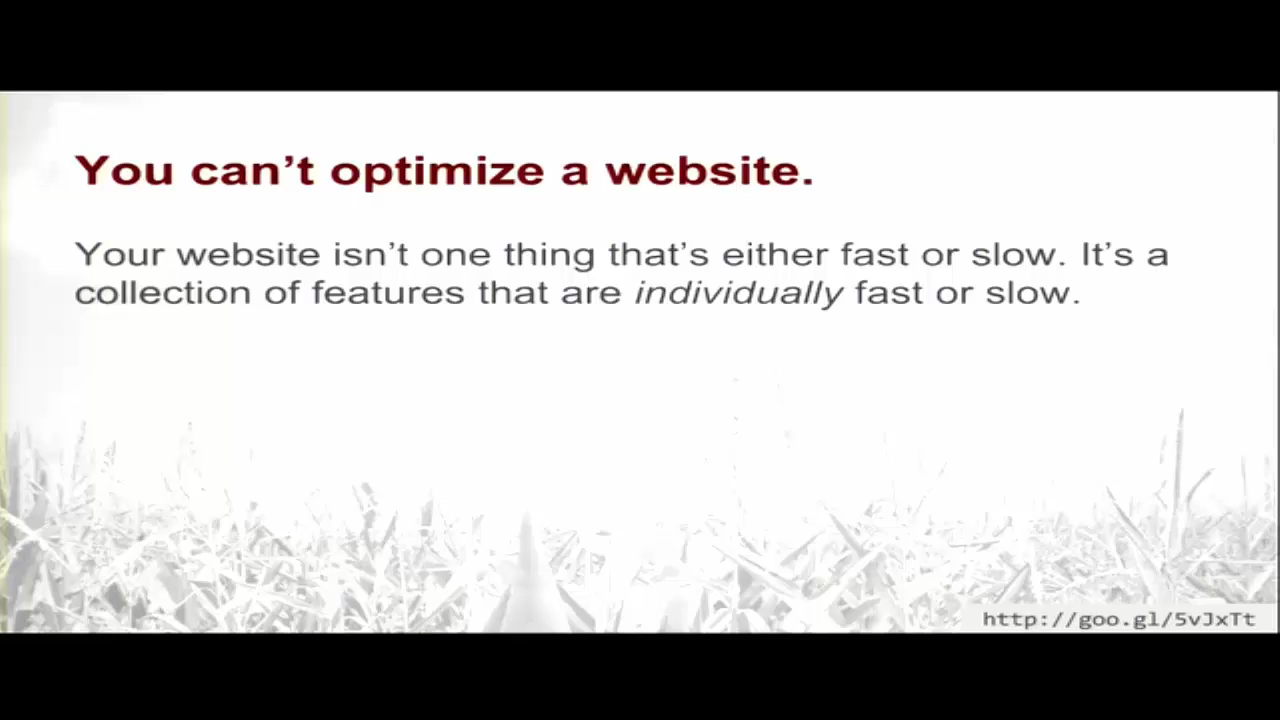 You can’t optimize a website.
Your website isn’t one thing that’s either fast or slow. It’s a
collection of features that are individually fast or slow.
http://goo.gl/5vJxTt